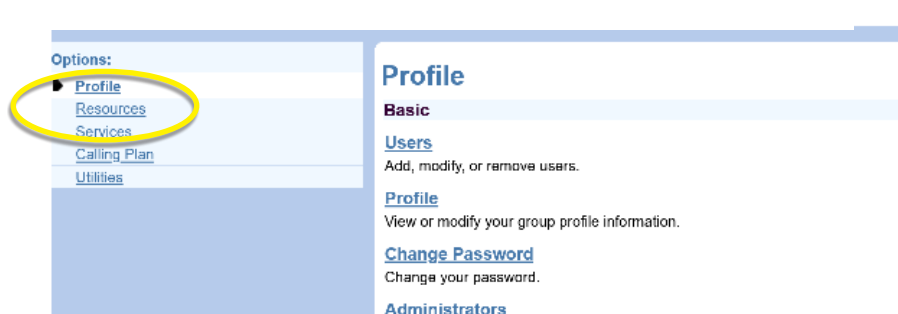 Options:
Profile
Resources
Services
Calling Plan
Utilities
Profile
Basic
Users
Add, modify, or remove users.
Profile
View or modify your group profile information.
Change Password
Change your password.
Administrators